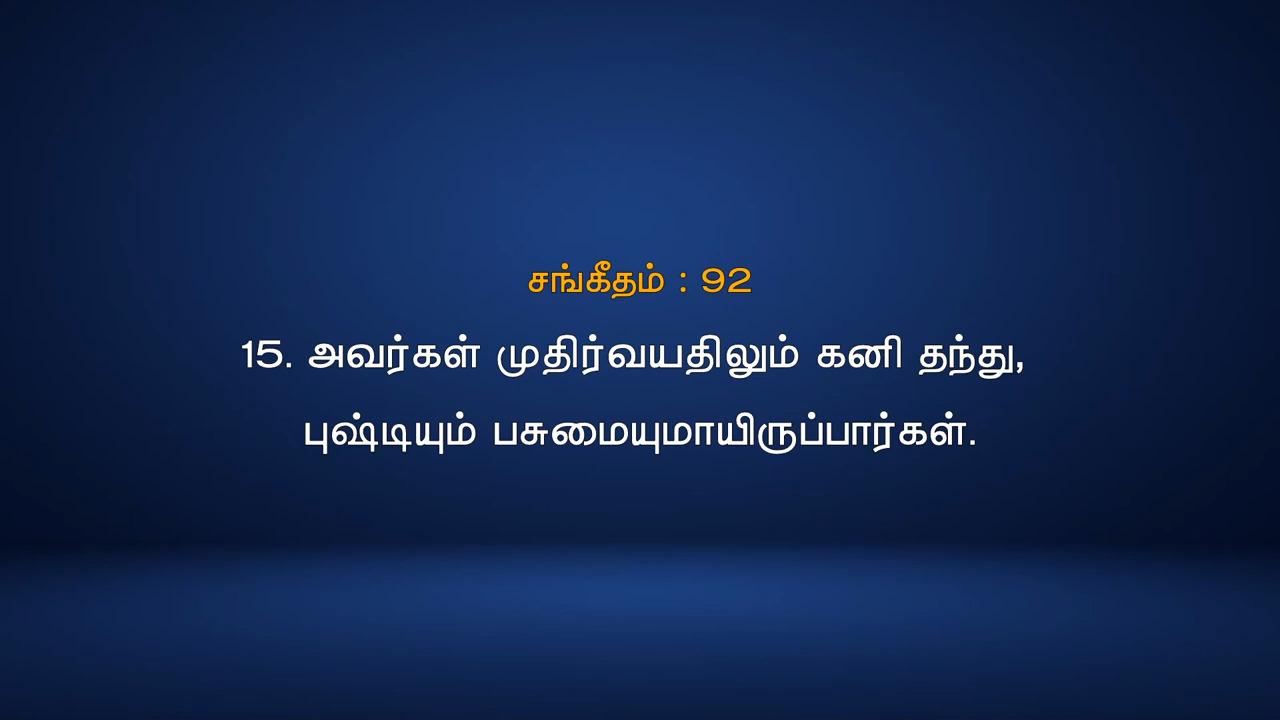 சங்கீதம் : 92
15. அவர்கள் முதிர்வயதிலும் கனி தந்து,
புஷ்டியும் பசுமையுமாயிருப்பார்கள்.